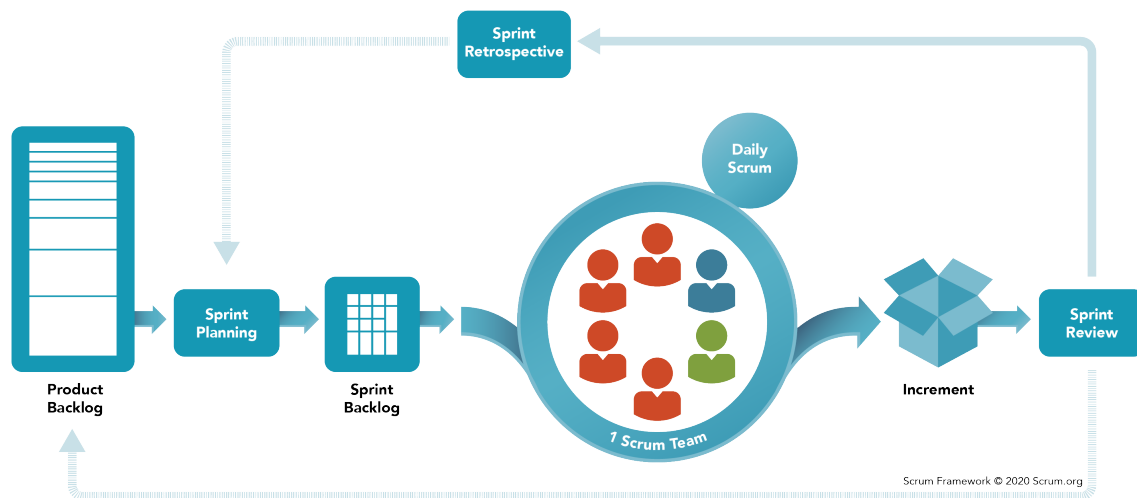 Sprint
Retrospective
Daily
Scrum
Sprint
Planning
Sprint
Review
Product
Backlog
Sprint
Backlog
Increment
1 Scrum Team
Scrum Framework © 2020 Scrum.org